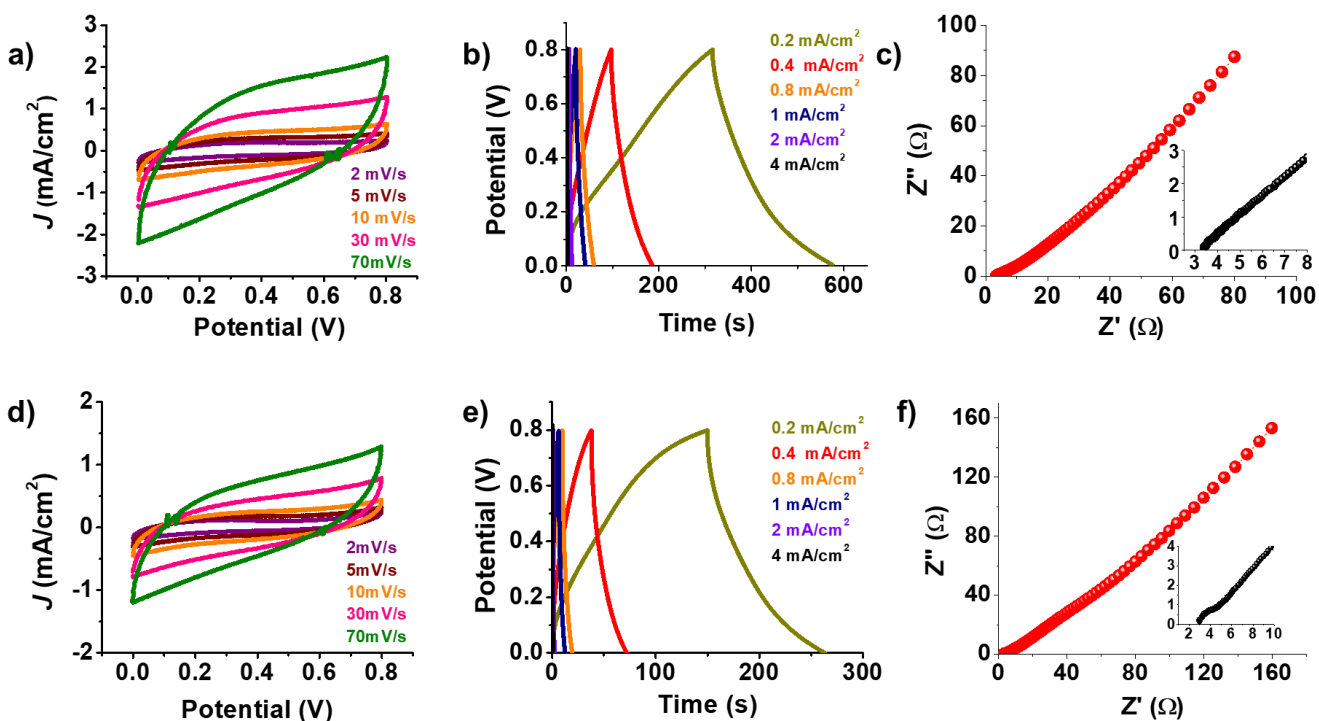 a)
3
2
1
0
-1
-2
-3
J (mA/cm²)
0.0 0.2 0.4 0.6 0.8
Potential (V)
2 mV/s
5 mV/s
10 mV/s
30 mV/s
70mV/s
b)
0.8
0.6
0.4
0.2
0.0
Potential (V)
0 200 400 600
Time (s)
0.2 mA/cm²
0.4 mA/cm²
0.8 mA/cm²
1 mA/cm²
2 mA/cm²
4 mA/cm²
c)
100
80
60
40
20
0
Z'' (Ω)
20 40 60 80 100
Z' (Ω)
3
2
1
0
3 4 5 6 7 8
d)
2
1
0
-1
-2
J (mA/cm²)
0.0 0.2 0.4 0.6 0.8
Potential (V)
2mV/s
5mV/s
10mV/s
30mV/s
70mV/s
e)
0.8
0.6
0.4
0.2
0.0
Potential (V)
0 100 200 300
Time (s)
0.2 mA/cm²
0.4 mA/cm²
0.8 mA/cm²
1 mA/cm²
2 mA/cm²
4 mA/cm²
f)
160
120
80
40
0
Z'' (Ω)
0 40 80 120 160
Z' (Ω)
4
3
2
1
0
2 4 6 8 10